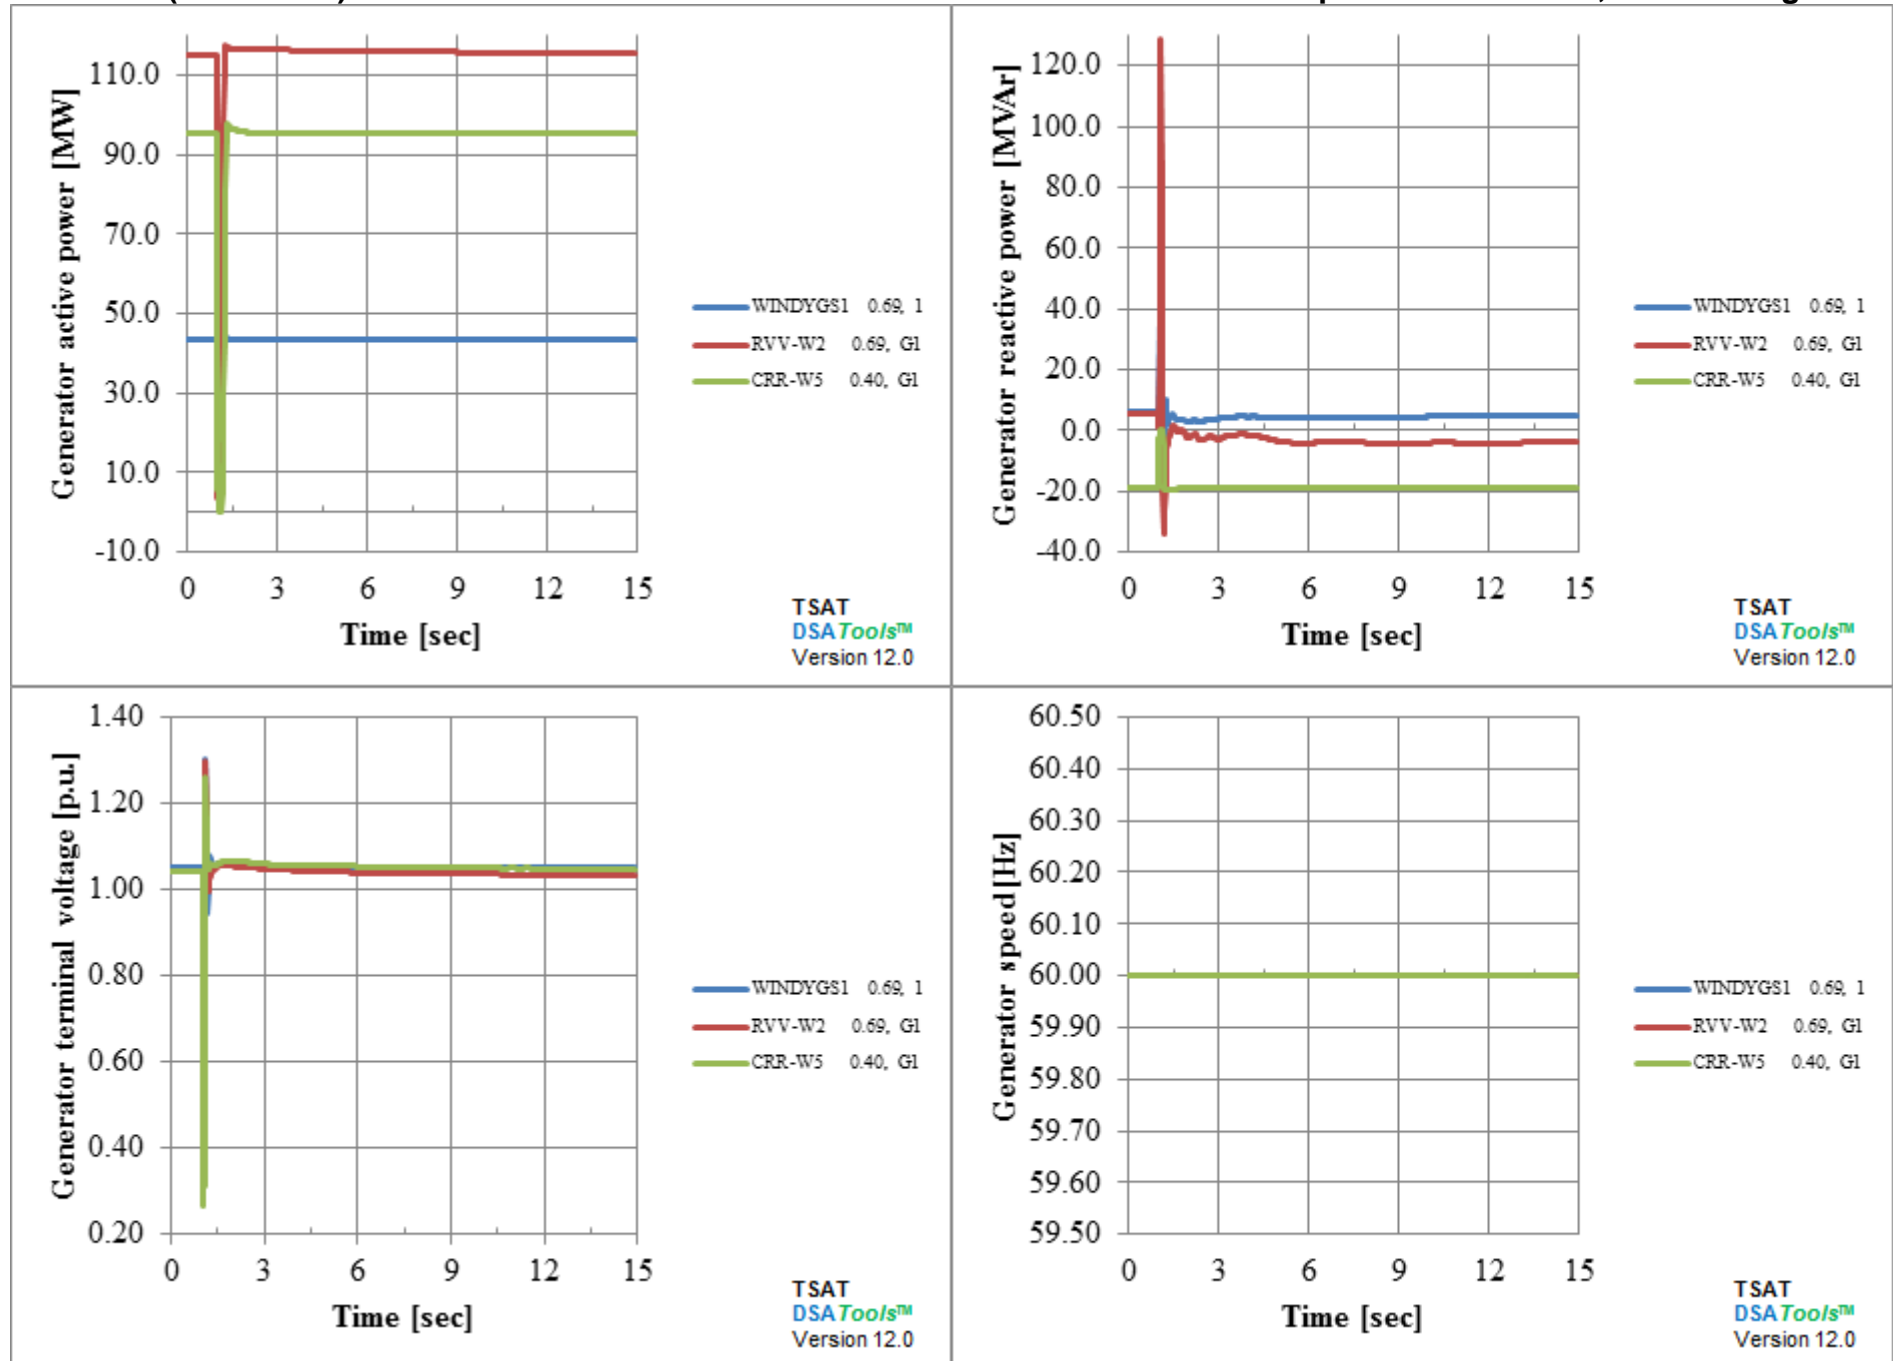 Generator active power [MW]
110.0
90.0
70.0
50.0
30.0
10.0
-10.0
0 3 6 9 12 15
Time [sec]
WINDYGS1 0.69, 1
RVV-W2 0.69, G1
CRR-W5 0.40, G1
TSAT
DSATools™
Version 12.0
Generator reactive power [MVAr]
120.0
100.0
80.0
60.0
40.0
20.0
0.0
-20.0
-40.0
0 3 6 9 12 15
Time [sec]
WINDYGS1 0.69, 1
RVV-W2 0.69, G1
CRR-W5 0.40, G1
TSAT
DSATools™
Version 12.0
Generator terminal voltage [p.u.]
1.40
1.20
1.00
0.80
0.60
0.40
0.20
0 3 6 9 12 15
Time [sec]
WINDYGS1 0.69, 1
RVV-W2 0.69, G1
CRR-W5 0.40, G1
TSAT
DSATools™
Version 12.0
Generator speed[Hz]
60.50
60.40
60.30
60.20
60.10
60.00
59.90
59.80
59.70
59.60
59.50
0 3 6 9 12 15
Time [sec]
WINDYGS1 0.69, 1
RVV-W2 0.69, G1
CRR-W5 0.40, G1
TSAT
DSATools™
Version 12.0